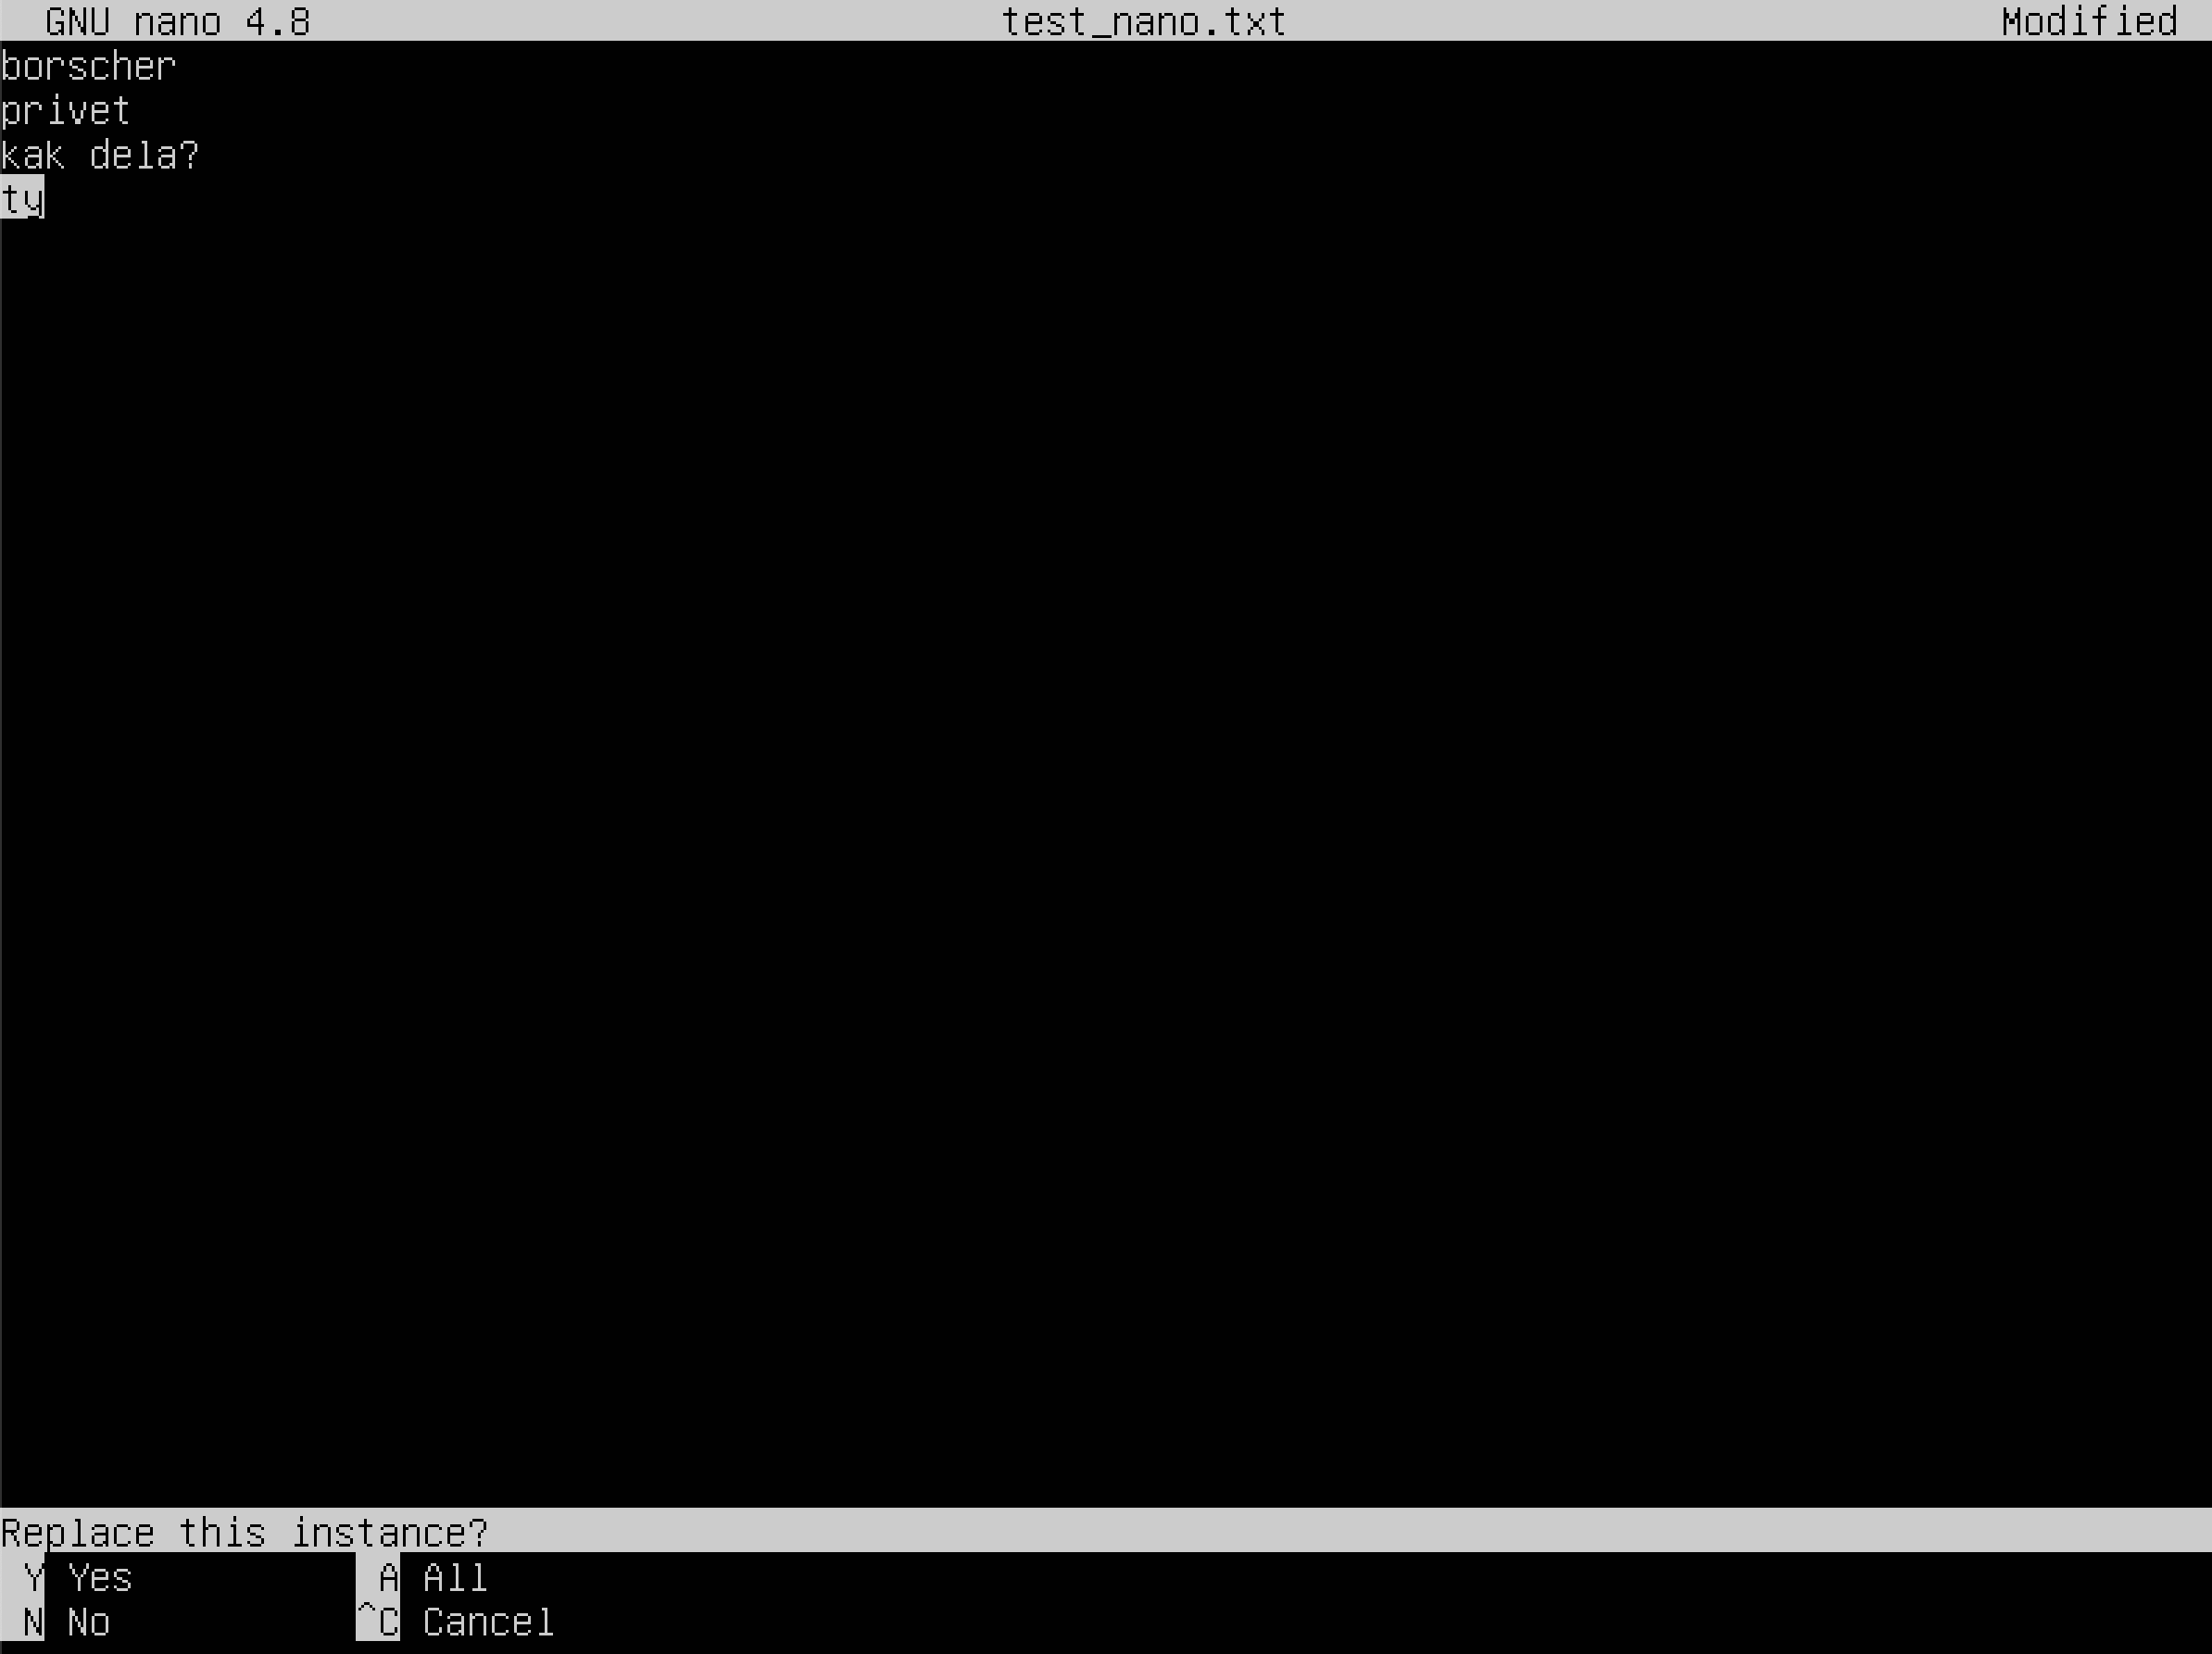 GNU nano 4.8 test_nano.txt Modified
borscher
privet
kak dela?
ty
Replace this instance?
Y Yes A All
N No ^C Cancel